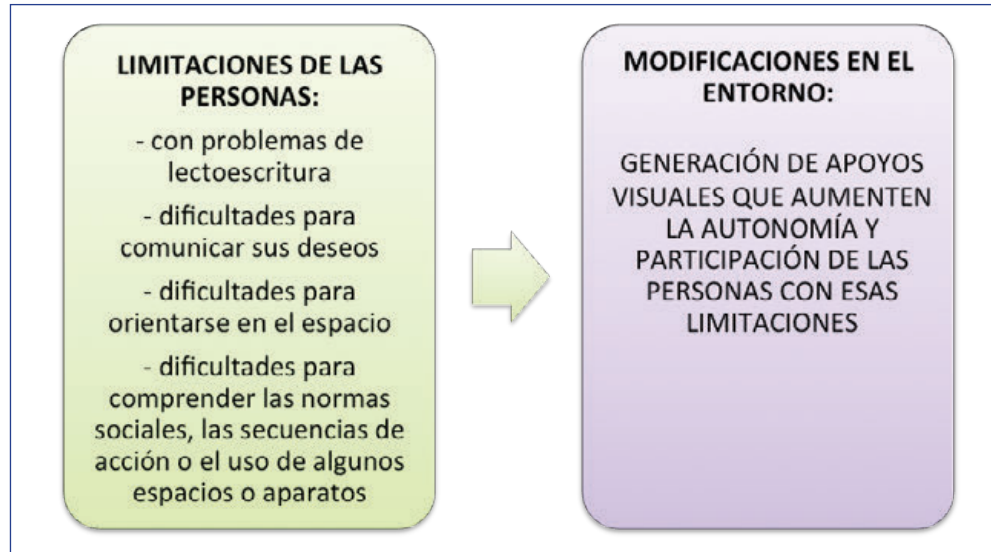 LIMITACIONES DE LAS
PERSONAS:
- con problemas de
lectoescritura
- dificultades para
comunicar sus deseos
- dificultades para
orientarse en el espacio
- dificultades para
comprender las normas
sociales, las secuencias de
acción o el uso de algunos
espacios o aparatos
MODIFICACIONES EN EL
ENTORNO:
GENERACIÓN DE APOYOS
VISUALES QUE AUMENTEN
LA AUTONOMÍA Y
PARTICIPACIÓN DE LAS
PERSONAS CON ESAS
LIMITACIONES